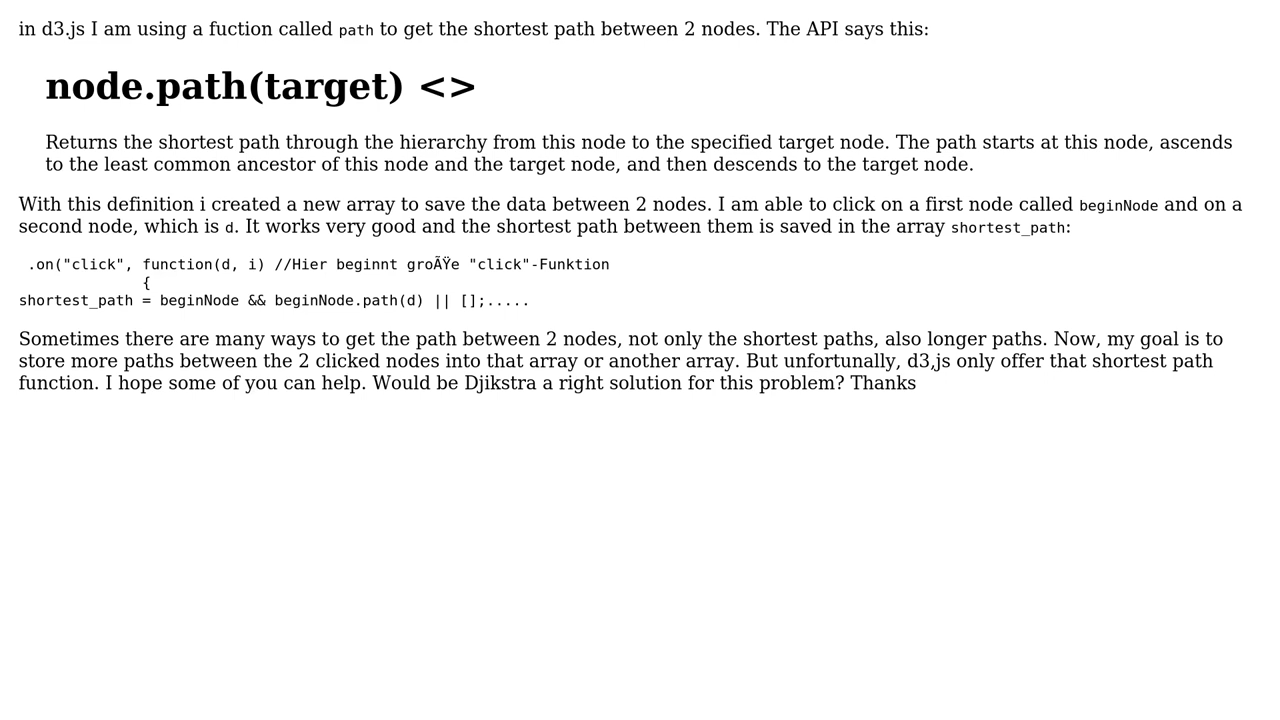 in d3.js I am using a fuction called path to get the shortest path between 2 nodes. The API says this:
node.path(target) <>
Returns the shortest path through the hierarchy from this node to the specified target node. The path starts at this node, ascends
to the least common ancestor of this node and the target node, and then descends to the target node.
With this definition i created a new array to save the data between 2 nodes. I am able to click on a first node called beginNode and on a
second node, which is d. It works very good and the shortest path between them is saved in the array shortest_path:
.on("click", function(d, i) //Hier beginnt groÃŸe "click"-Funktion
{
shortest_path = beginNode && beginNode.path(d) || [];.....
Sometimes there are many ways to get the path between 2 nodes, not only the shortest paths, also longer paths. Now, my goal is to
store more paths between the 2 clicked nodes into that array or another array. But unfortunally, d3,js only offer that shortest path
function. I hope some of you can help. Would be Djikstra a right solution for this problem? Thanks